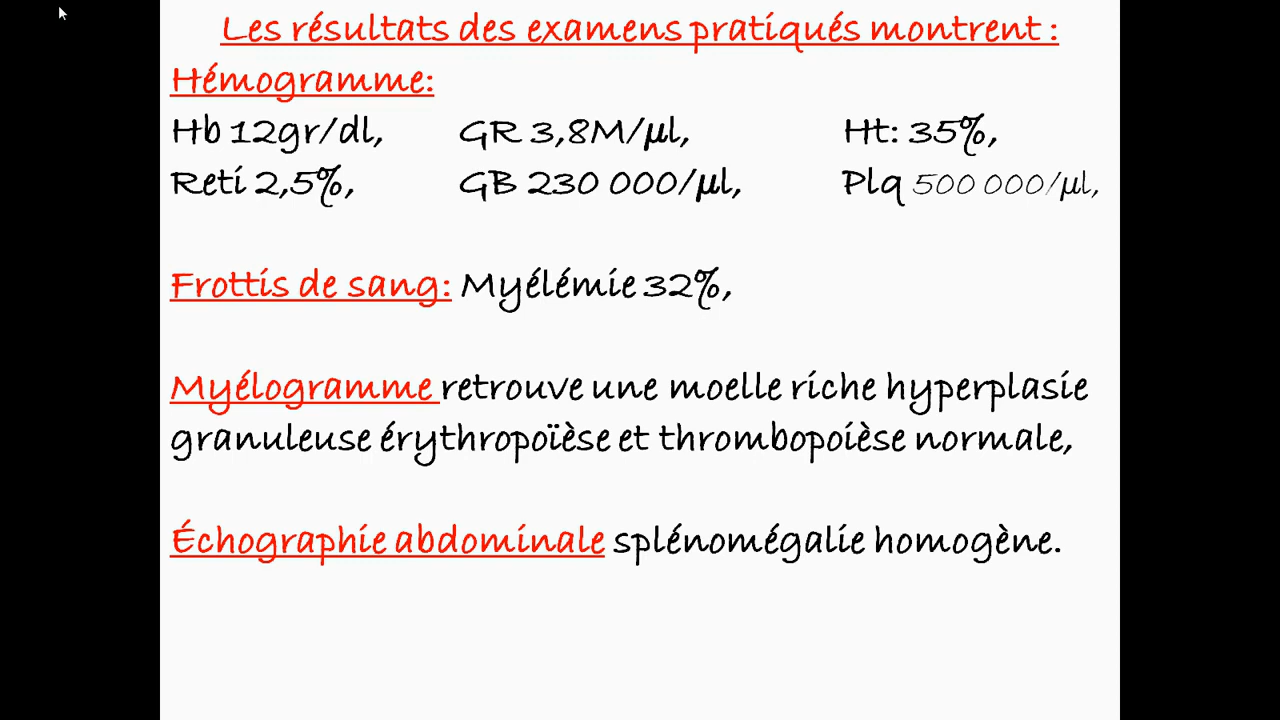 Les résultats des examens pratiqués montrent :
Hémogramme:
Hb 12gr/dl, GR 3,8M/µl, Ht: 35%,
Reti 2,5%, GB 230 000/µl, Plq 500 000/µl,
Frottis de sang: Myélémie 32%,
Myélogramme retrouve une moelle riche hyperplasie
granuleuse érythropoïèse et thrombopoíèse normale,
Échographie abdominale splénomégalie homogène.